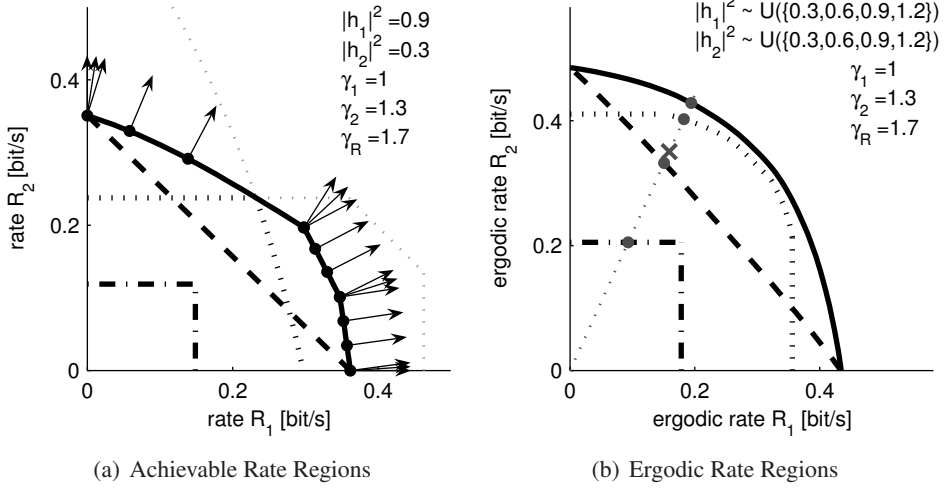 |h₁|² =0.9
|h₂|² =0.3
γ₁ =1
γ₂ =1.3
γR =1.7
0.4
0.2
0
rate R₂ [bit/s]
0 0.2 0.4
rate R₁ [bit/s]
(a) Achievable Rate Regions
|h₁|² ~ U({0.3,0.6,0.9,1.2})
|h₂|² ~ U({0.3,0.6,0.9,1.2})
γ₁ =1
γ₂ =1.3
γR =1.7
0.4
0.2
0
ergodic rate R₂ [bit/s]
0 0.2 0.4
ergodic rate R₁ [bit/s]
(b) Ergodic Rate Regions